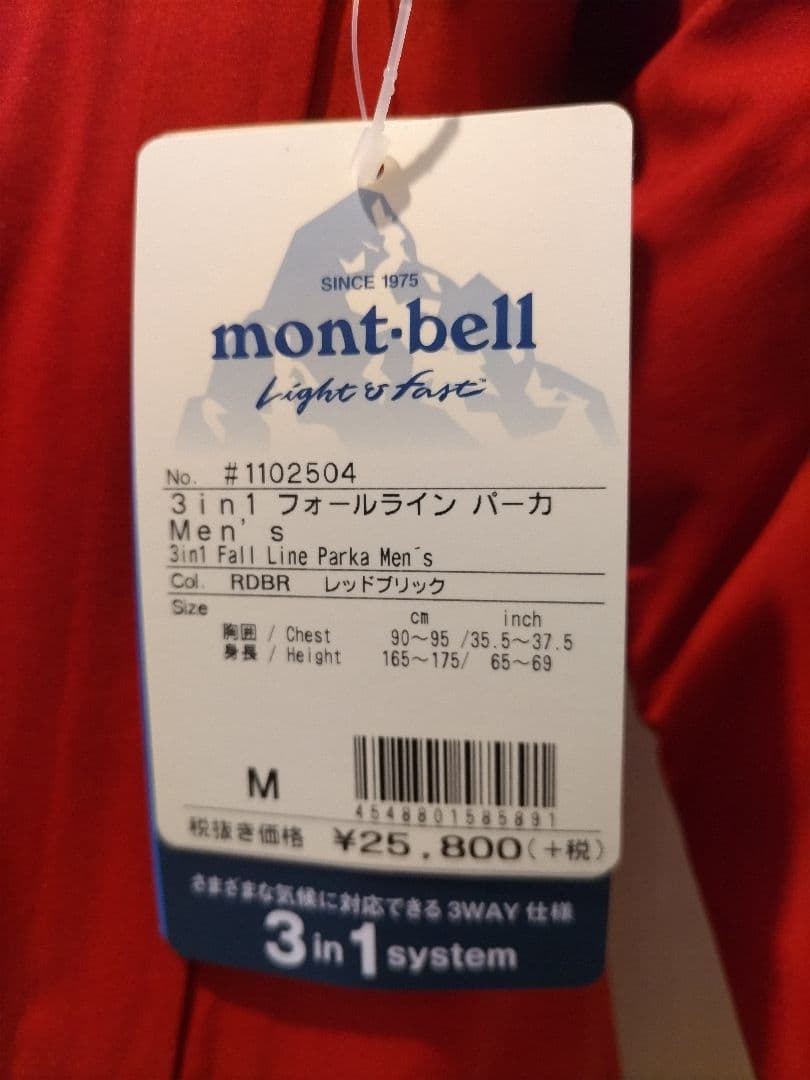 SINCE 1975
mont·bell
Light & Fast™
No. #1102504
3in1 フォールライン パーカ
Men's
3in1 Fall Line Parka Men´s
Col. RDBR レッドブリック
Size cm inch
胸囲 / Chest 90～95 /35.5～37.5
身長 / Height 165～175/ 65～69
M
4548801585891
税抜き価格 ¥25,800(+税)
さまざまな気候に対応できる 3WAY 仕様
3in1system